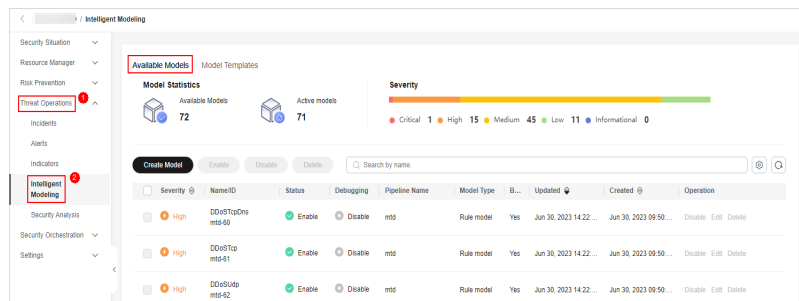 / Intelligent Modeling
Security Situation
Resource Manager
Risk Prevention
Threat Operations 1
Incidents
Alerts
Indicators
Intelligent Modeling 2
Security Analysis
Security Orchestration
Settings
Available Models Model Templates
Model Statistics
Available Models
72
Active models
71
Severity
Critical 1 High 15 Medium 45 Low 11 Informational 0
Create Model Enable Disable Delete Search by name.
Severity Name/ID Status Debugging Pipeline Name Model Type B... Updated Created Operation
High DDoSTcpDns mtd-60 Enable Disable mtd Rule model Yes Jun 30, 2023 14:22:... Jun 30, 2023 09:50:... Disable Edit Delete
High DDoSTcp mtd-61 Enable Disable mtd Rule model Yes Jun 30, 2023 14:22:... Jun 30, 2023 09:50:... Disable Edit Delete
High DDoSUdp mtd-62 Enable Disable mtd Rule model Yes Jun 30, 2023 14:22:... Jun 30, 2023 09:50:... Disable Edit Delete